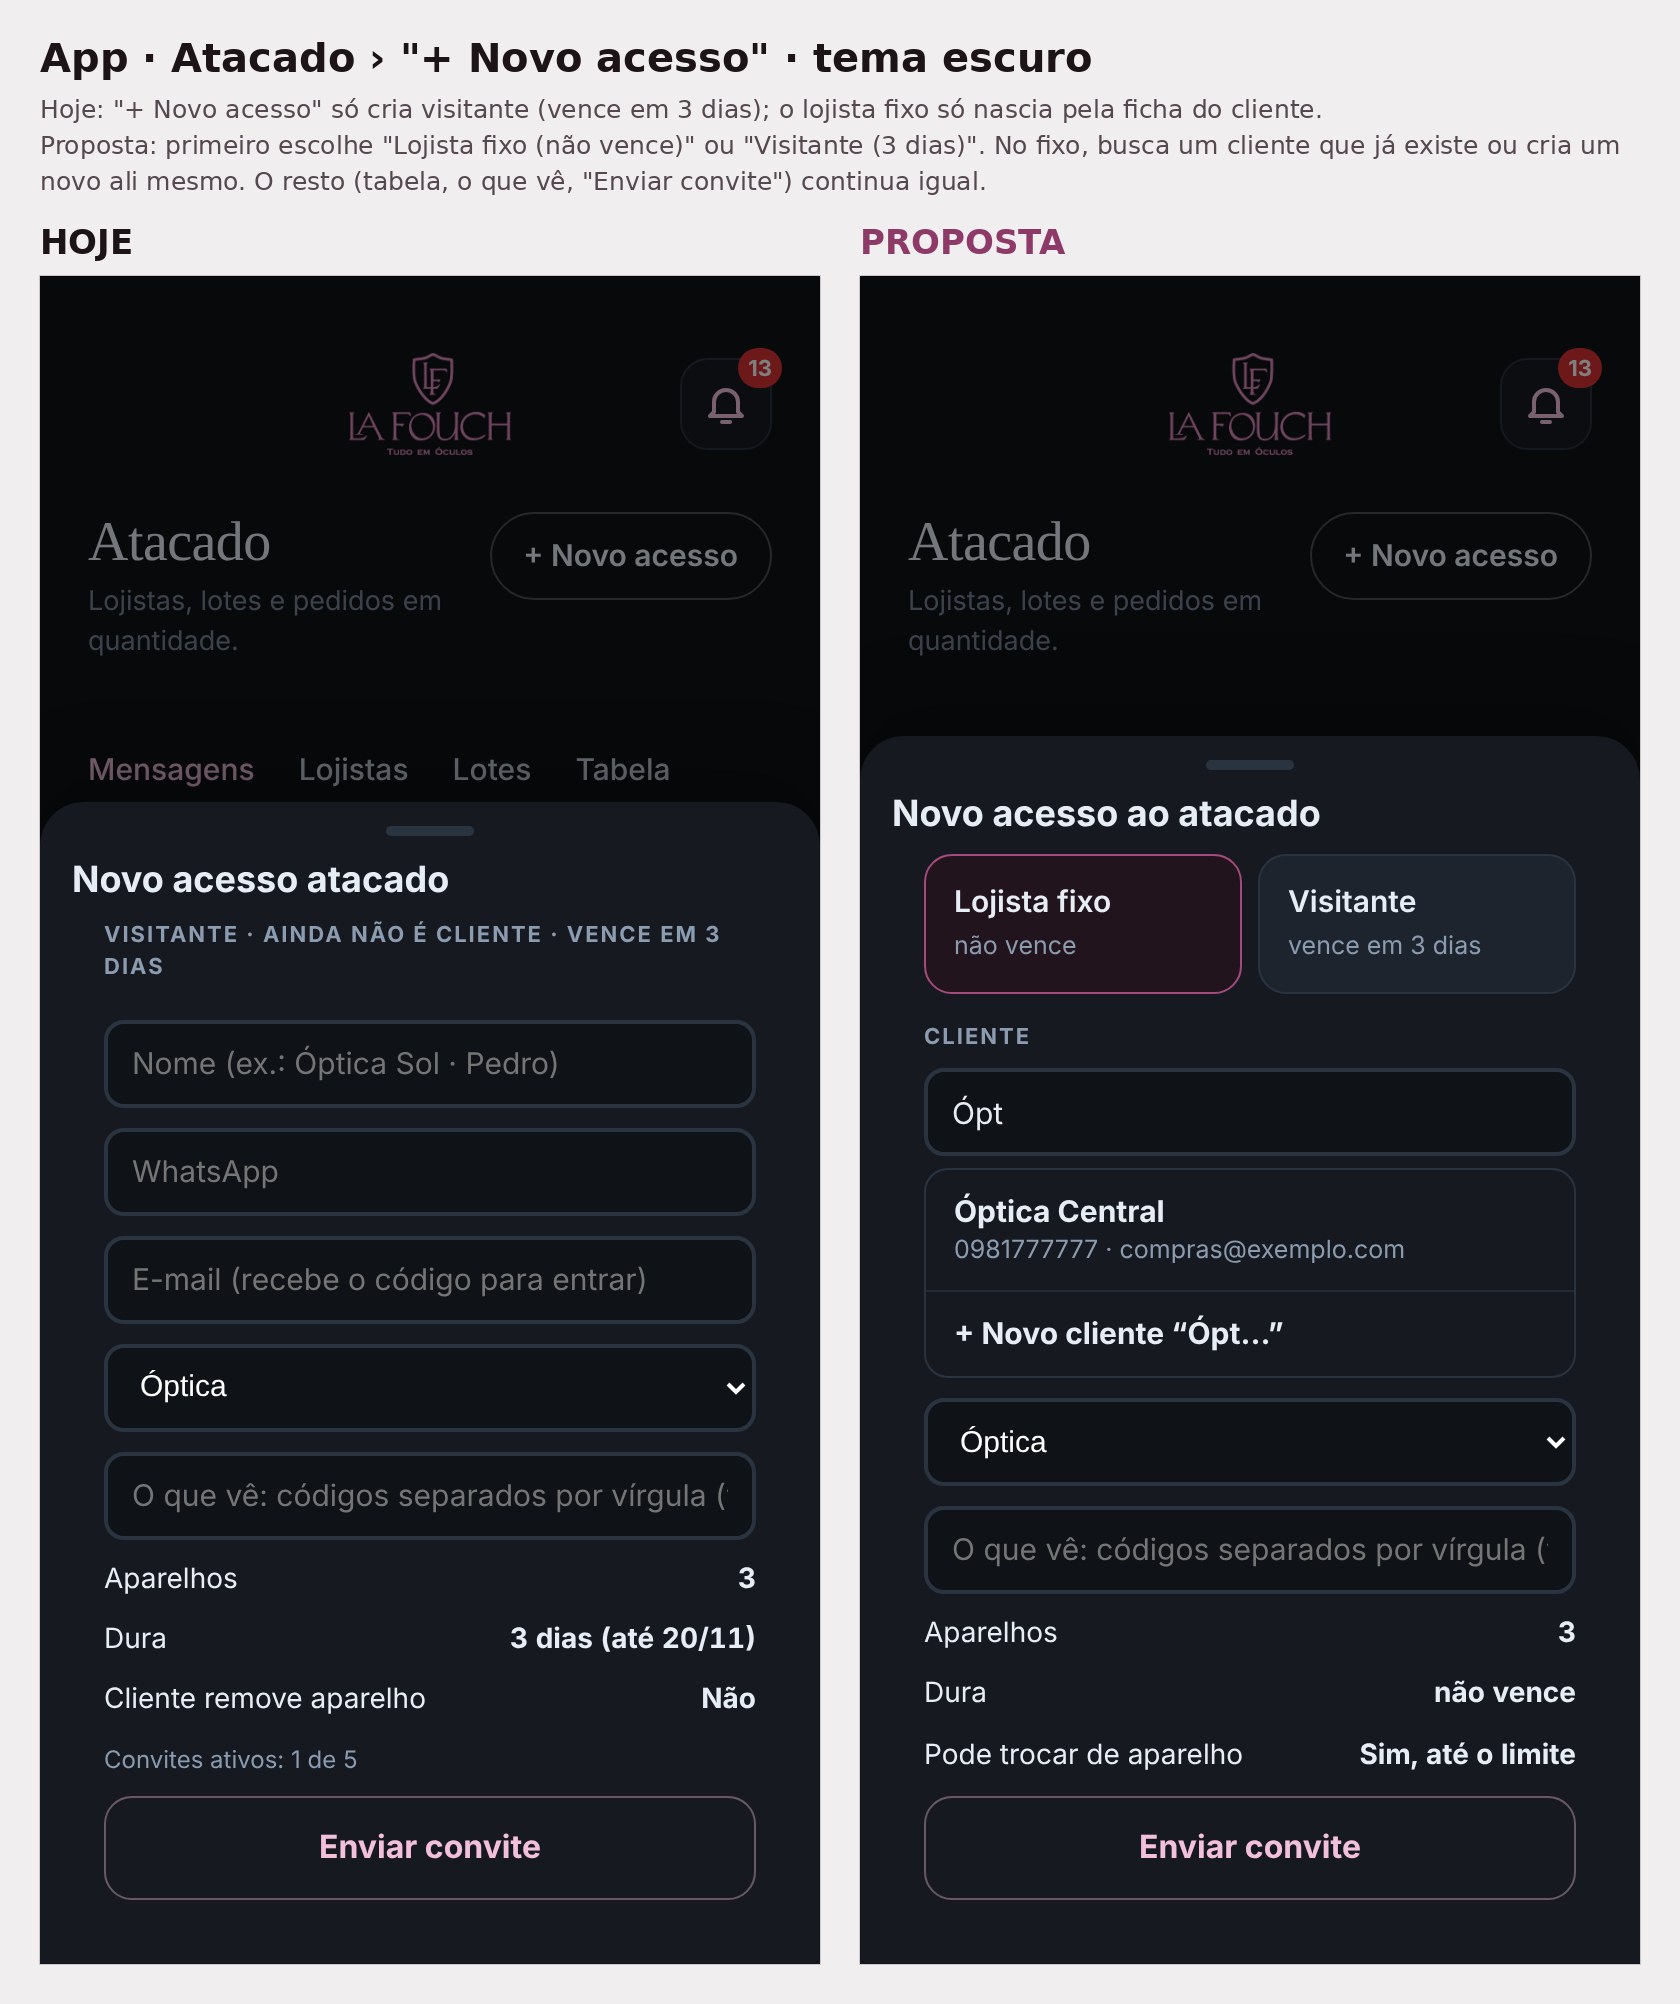 App · Atacado › "+ Novo acesso" · tema escuro
Hoje: "+ Novo acesso" só cria visitante (vence em 3 dias); o lojista fixo só nascia pela ficha do cliente.
Proposta: primeiro escolhe "Lojista fixo (não vence)" ou "Visitante (3 dias)". No fixo, busca um cliente que já existe ou cria um
novo ali mesmo. O resto (tabela, o que vê, "Enviar convite") continua igual.
HOJE
LF
LA FOUCH
TUDO EM ÓCULOS
13
Atacado
+ Novo acesso
Lojistas, lotes e pedidos em
quantidade.
Mensagens Lojistas Lotes Tabela
Novo acesso atacado
VISITANTE · AINDA NÃO É CLIENTE · VENCE EM 3
DIAS
Nome (ex.: Óptica Sol · Pedro)
WhatsApp
E-mail (recebe o código para entrar)
Óptica
O que vê: códigos separados por vírgula (
Aparelhos 3
Dura 3 dias (até 20/11)
Cliente remove aparelho Não
Convites ativos: 1 de 5
Enviar convite
PROPOSTA
LF
LA FOUCH
TUDO EM ÓCULOS
13
Atacado
+ Novo acesso
Lojistas, lotes e pedidos em
quantidade.
Novo acesso ao atacado
Lojista fixo
não vence
Visitante
vence em 3 dias
CLIENTE
Ópt
Óptica Central
0981777777 · compras@exemplo.com
+ Novo cliente “Ópt…”
Óptica
O que vê: códigos separados por vírgula (
Aparelhos 3
Dura não vence
Pode trocar de aparelho Sim, até o limite
Enviar convite